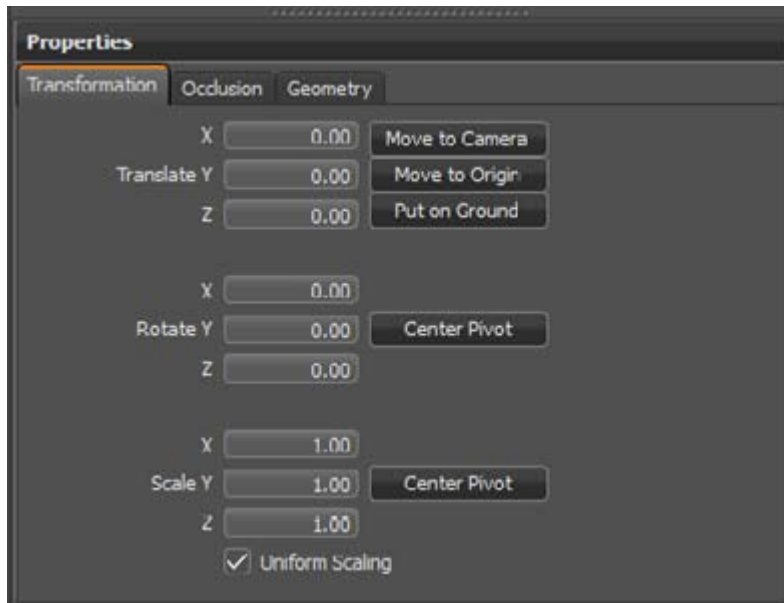 Properties
Transformation Occlusion Geometry
X 0.00 Move to Camera
Translate Y 0.00 Move to Origin
Z 0.00 Put on Ground
X 0.00
Rotate Y 0.00 Center Pivot
Z 0.00
X 1.00
Scale Y 1.00 Center Pivot
Z 1.00
Uniform Scaling